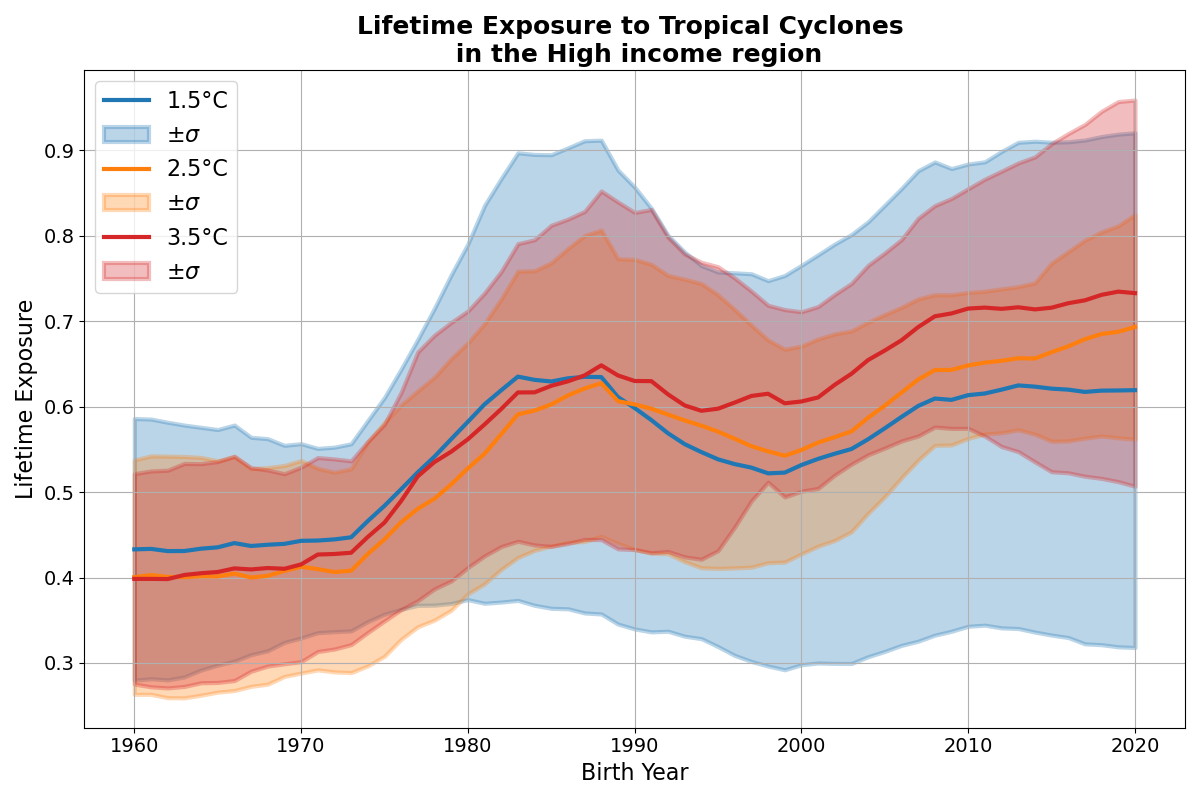 Lifetime Exposure to Tropical Cyclones
in the High income region
1.5°C
±σ
2.5°C
±σ
3.5°C
±σ
Lifetime Exposure
0.9
0.8
0.7
0.6
0.5
0.4
0.3
1960
1970
1980
1990
2000
2010
2020
Birth Year